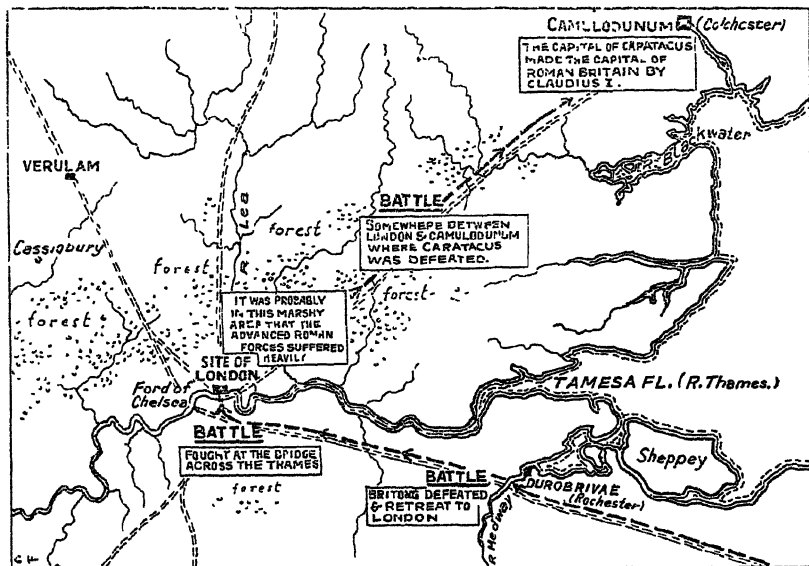 CAMULODUNUM (Colchester)
THE CAPITAL OF CARATACUS
MADE THE CAPITAL OF
ROMAN BRITAIN BY
CLAUDIUS I.
R. Blackwater
VERULAM
R Lea
BATTLE
SOMEWHERE BETWEEN
LONDON & CAMULODUNUM
WHERE CARATACUS
WAS DEFEATED.
forest
Cassiobury
forest
forest
forest
IT WAS PROBABLY
IN THIS MARSHY
AREA THAT THE
ADVANCED ROMAN
FORCES SUFFERED
HEAVILY
SITE OF
LONDON
Ford of
Chelsea
TAMESA FL. (R. Thames.)
BATTLE
FOUGHT AT THE BRIDGE
ACROSS THE THAMES
forest
Sheppey
BATTLE
BRITONS DEFEATED
& RETREAT TO
LONDON
DUROBRIVAE
(Rochester)
R Medway